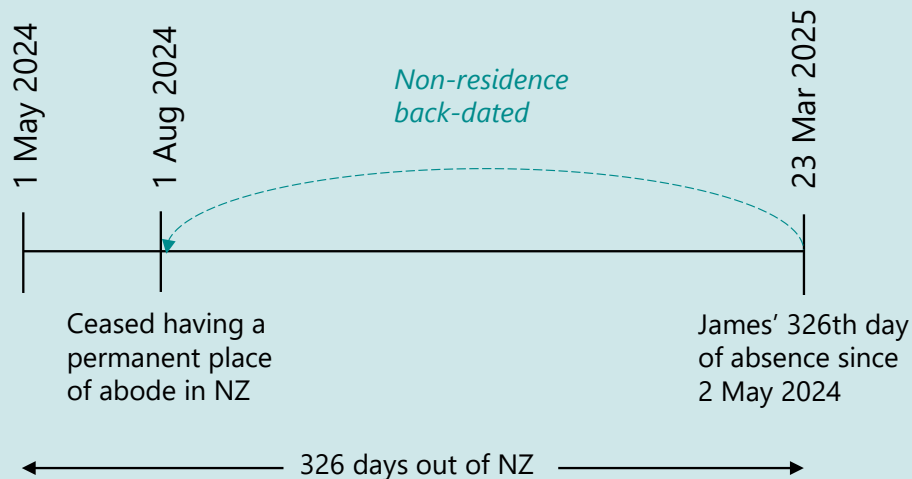 1 May 2024
1 Aug 2024
23 Mar 2025
Non-residence
back-dated
Ceased having a
permanent place
of abode in NZ
James’ 326th day
of absence since
2 May 2024
326 days out of NZ